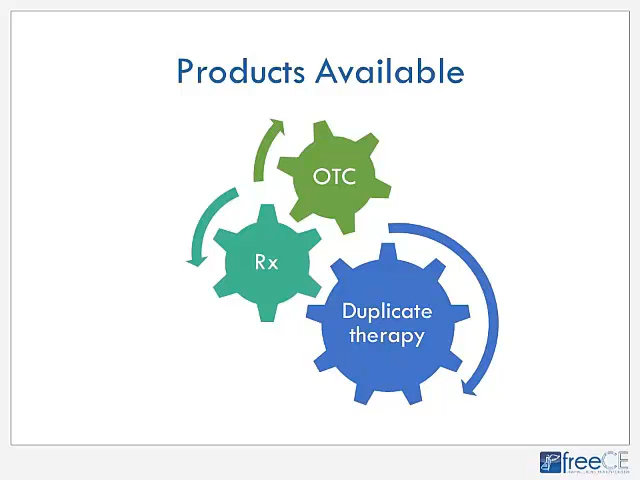 Products Available
OTC
Rx
Duplicate
therapy
freeCE